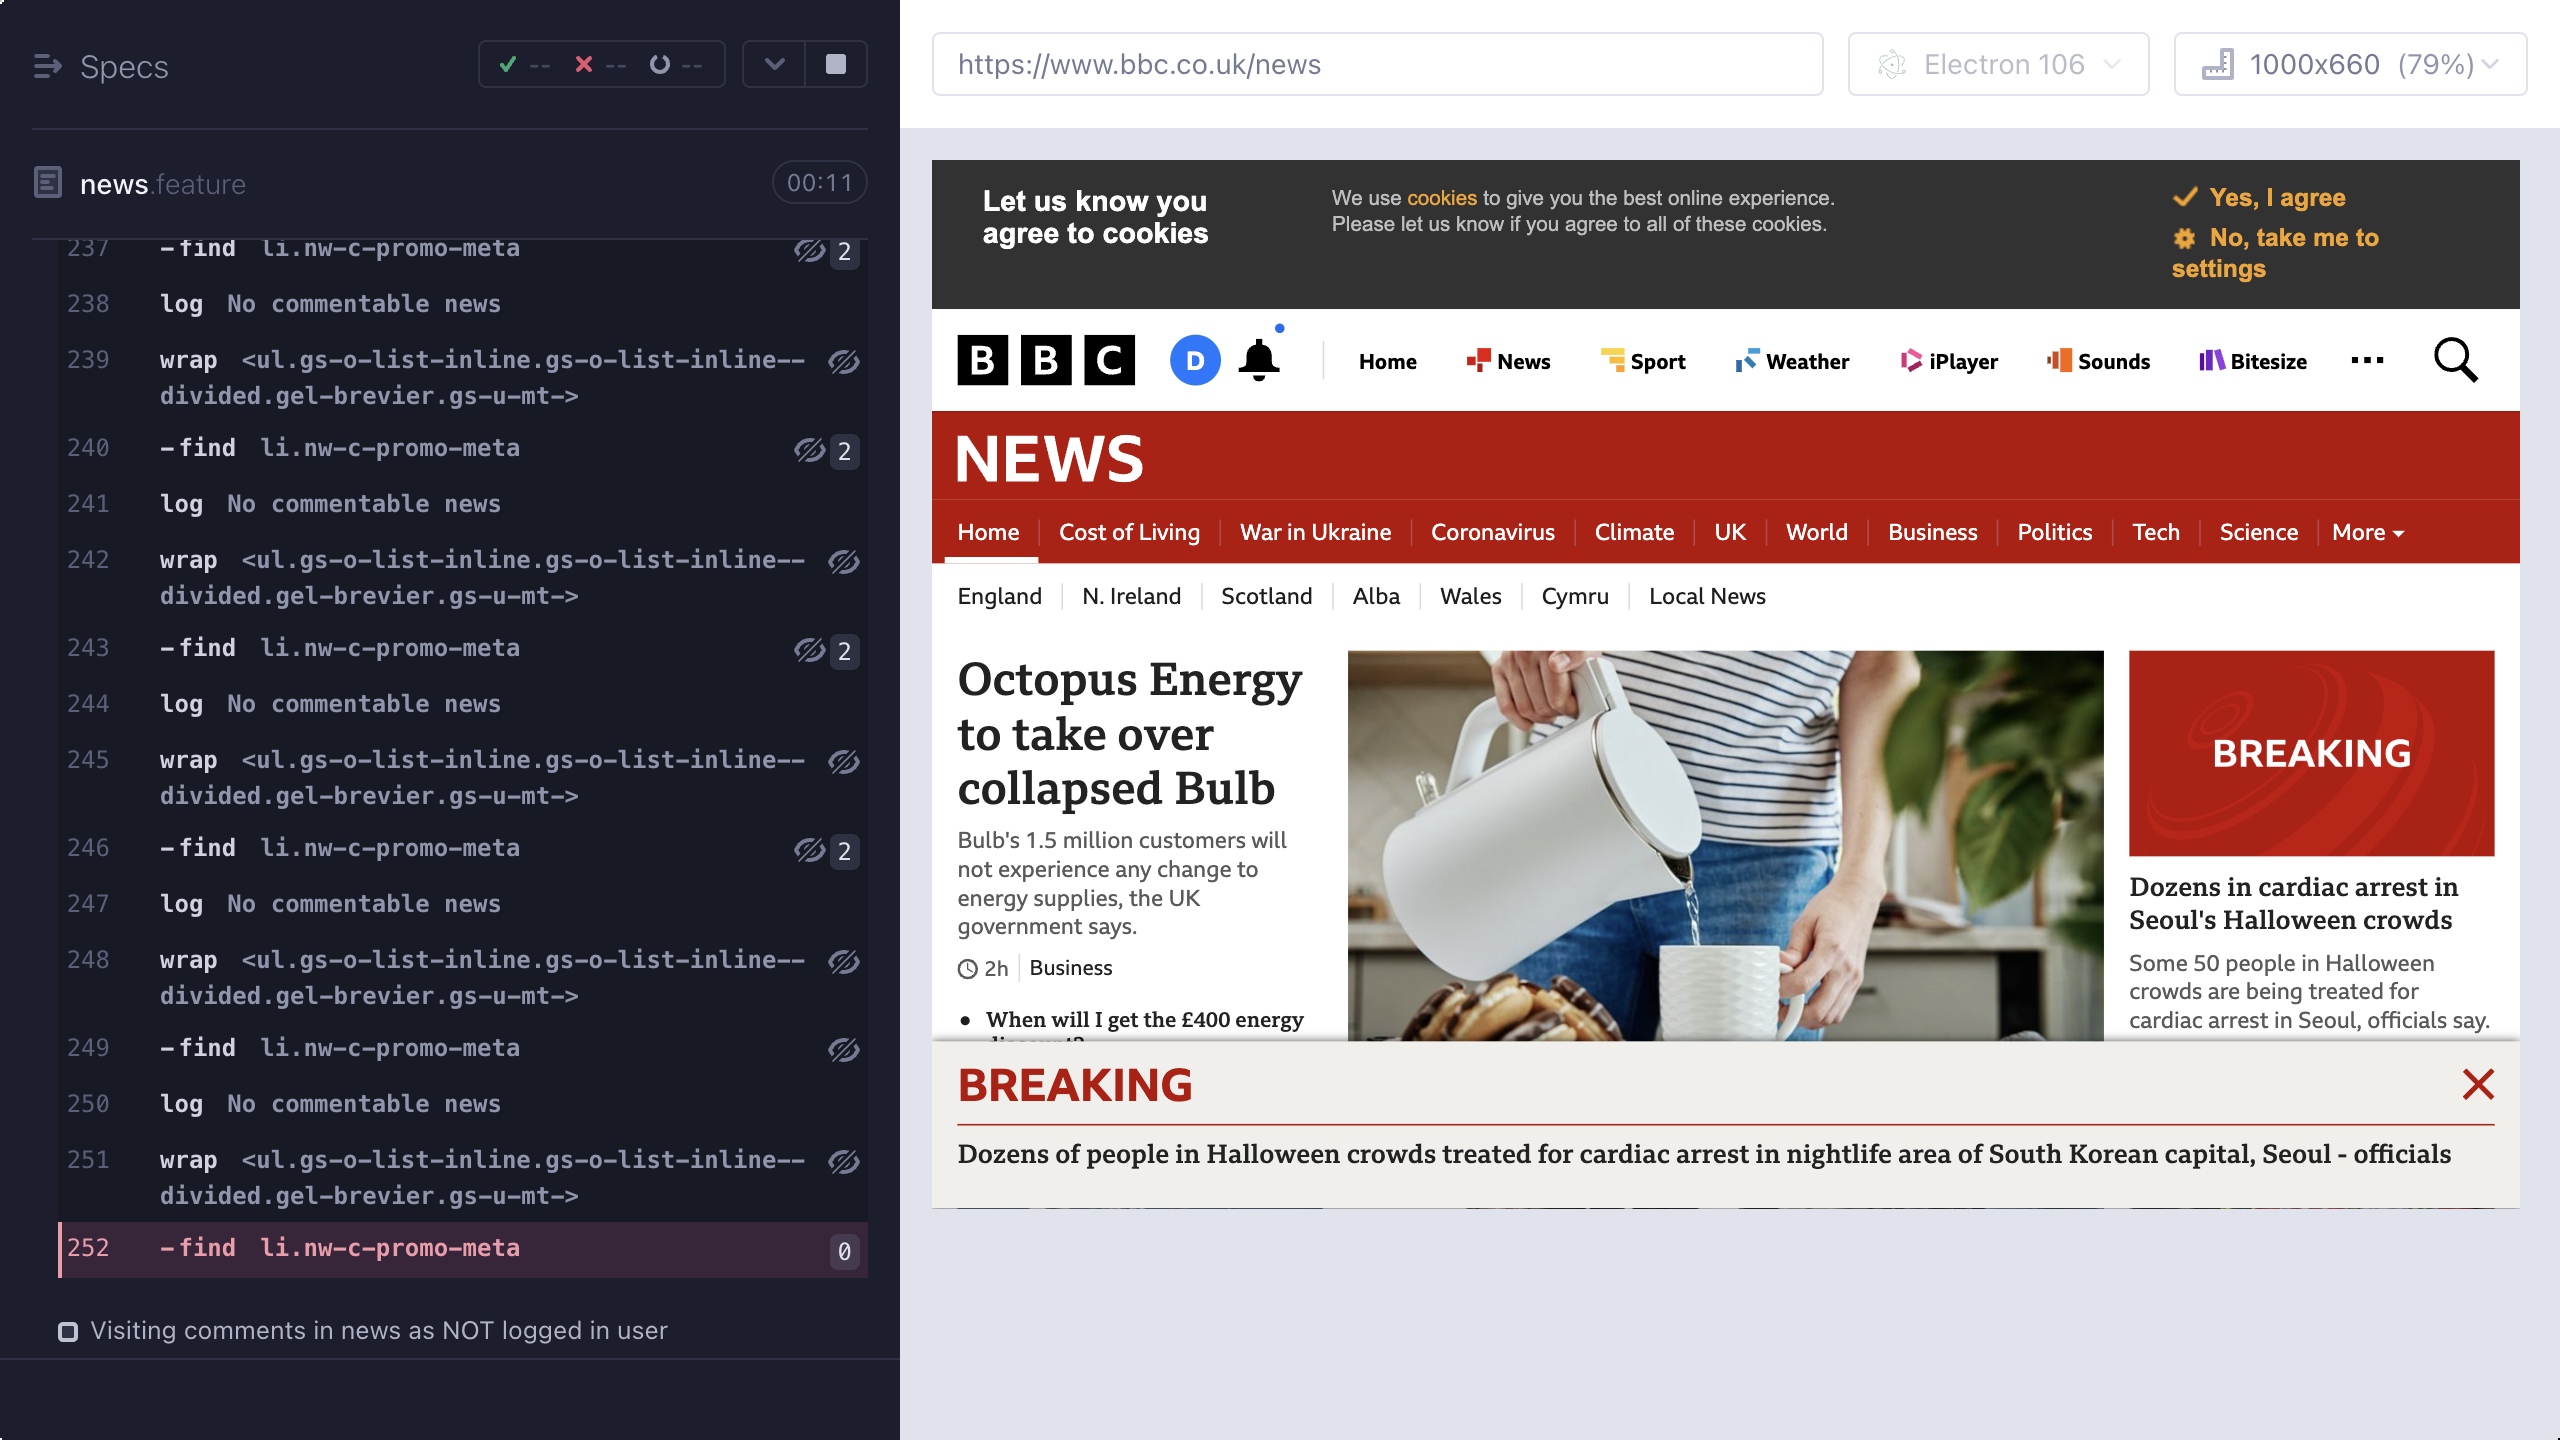 Specs
-- -- --
news.feature
00:11
237 -find li.nw-c-promo-meta 2
238 log No commentable news
239 wrap <ul.gs-o-list-inline.gs-o-list-inline--
divided.gel-brevier.gs-u-mt->
240 -find li.nw-c-promo-meta 2
241 log No commentable news
242 wrap <ul.gs-o-list-inline.gs-o-list-inline--
divided.gel-brevier.gs-u-mt->
243 -find li.nw-c-promo-meta 2
244 log No commentable news
245 wrap <ul.gs-o-list-inline.gs-o-list-inline--
divided.gel-brevier.gs-u-mt->
246 -find li.nw-c-promo-meta 2
247 log No commentable news
248 wrap <ul.gs-o-list-inline.gs-o-list-inline--
divided.gel-brevier.gs-u-mt->
249 -find li.nw-c-promo-meta
250 log No commentable news
251 wrap <ul.gs-o-list-inline.gs-o-list-inline--
divided.gel-brevier.gs-u-mt->
252 -find li.nw-c-promo-meta 0
Visiting comments in news as NOT logged in user
https://www.bbc.co.uk/news
Electron 106
1000x660 (79%)
Let us know you
agree to cookies
We use cookies to give you the best online experience.
Please let us know if you agree to all of these cookies.
Yes, I agree
No, take me to
settings
BBC D Home News Sport Weather iPlayer Sounds Bitesize ...
NEWS
Home Cost of Living War in Ukraine Coronavirus Climate UK World Business Politics Tech Science More
England N. Ireland Scotland Alba Wales Cymru Local News
Octopus Energy
to take over
collapsed Bulb
Bulb's 1.5 million customers will
not experience any change to
energy supplies, the UK
government says.
2h Business
• When will I get the £400 energy
discount?
BREAKING
Dozens in cardiac arrest in
Seoul's Halloween crowds
Some 50 people in Halloween
crowds are being treated for
cardiac arrest in Seoul, officials say.
BREAKING
Dozens of people in Halloween crowds treated for cardiac arrest in nightlife area of South Korean capital, Seoul - officials